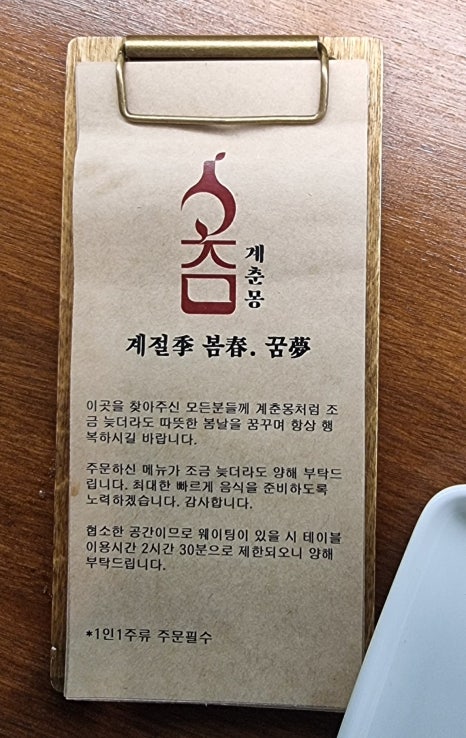 계춘몽
계절季 봄春. 꿈夢
이곳을 찾아주신 모든분들께 계춘몽처럼 조
금 늦더라도 따뜻한 봄날을 꿈꾸며 항상 행
복하시길 바랍니다.
주문하신 메뉴가 조금 늦더라도 양해 부탁드
립니다. 최대한 빠르게 음식을 준비하도록
노력하겠습니다. 감사합니다.
협소한 공간이므로 웨이팅이 있을 시 테이블
이용시간 2시간 30분으로 제한되오니 양해
부탁드립니다.
*1인1주류 주문필수